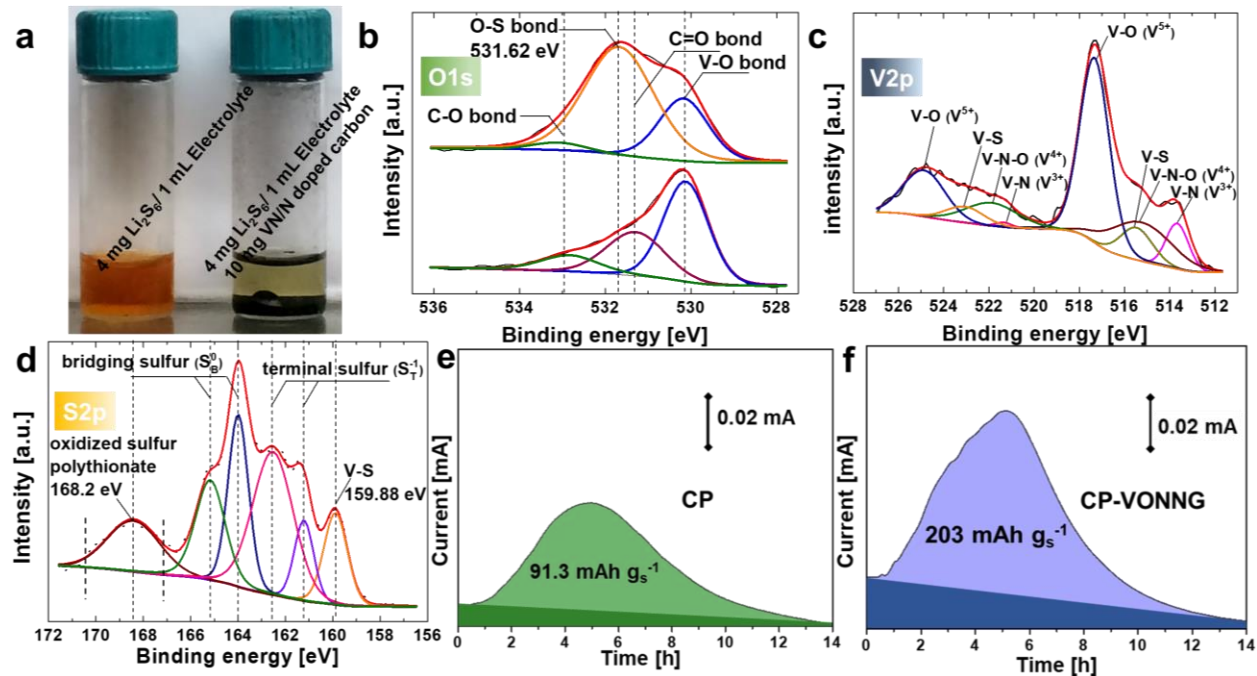 a
4 mg Li₂S₆/ 1 mL Electrolyte
4 mg Li₂S₆/ 1 mL Electrolyte
10 mg VN/N doped carbon
b
O1s
O-S bond
531.62 eV
C=O bond
V-O bond
C-O bond
Intensity [a.u.]
536 534 532 530 528
Binding energy [eV]
c
V2p
V-O (V⁵⁺)
V-O (V⁵⁺)
V-S
V-N-O (V⁴⁺)
V-N (V³⁺)
V-S
V-N-O (V⁴⁺)
V-N (V³⁺)
intensity [a.u.]
528 526 524 522 520 518 516 514 512
Binding energy [eV]
d
S2p
bridging sulfur (S_B⁰)
terminal sulfur (S_T⁻¹)
oxidized sulfur
polythionate
168.2 eV
V-S
159.88 eV
Intensity [a.u.]
172 170 168 166 164 162 160 158 156
Binding energy [eV]
e
0.02 mA
CP
91.3 mAh gₛ⁻¹
Current [mA]
0 2 4 6 8 10 12 14
Time [h]
f
0.02 mA
CP-VONNG
203 mAh gₛ⁻¹
Current [mA]
0 2 4 6 8 10 12 14
Time [h]